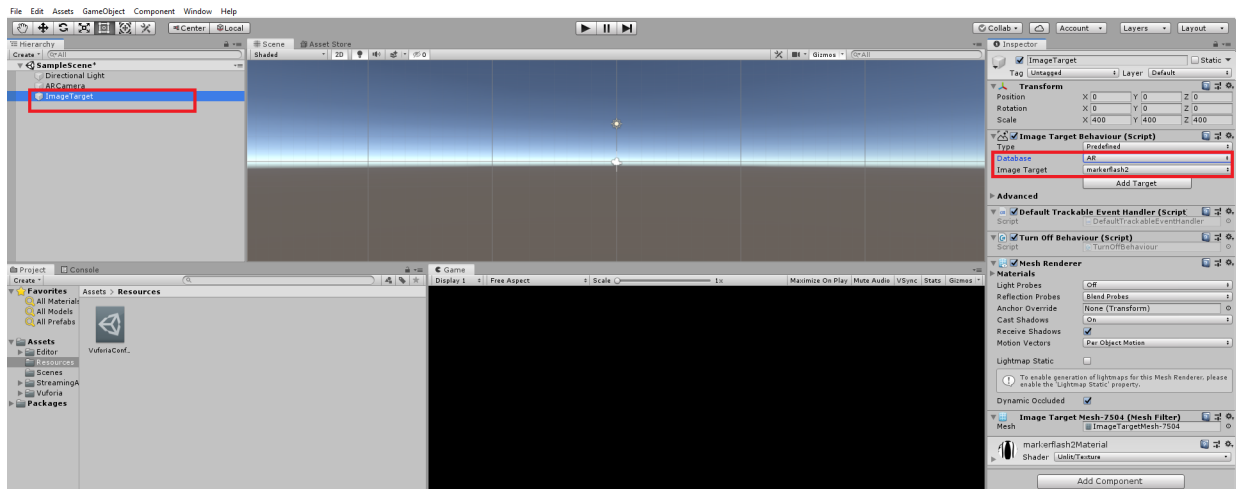 File Edit Assets GameObject Component Window Help
Center Local
Collab Account Layers Layout
Hierarchy
Create All
SampleScene*
Directional Light
ARCamera
ImageTarget
Scene Asset Store
Shaded 2D 0 Gizmos All
Inspector
ImageTarget Static
Tag Untagged Layer Default
Transform
Position X 0 Y 0 Z 0
Rotation X 0 Y 0 Z 0
Scale X 400 Y 400 Z 400
Image Target Behaviour (Script)
Type Predefined
Database AR
Image Target markerflash2
Add Target
Advanced
Default Trackable Event Handler (Script
Script DefaultTrackableEventHandler
Turn Off Behaviour (Script)
Script TurnOffBehaviour
Mesh Renderer
Materials
Light Probes Off
Reflection Probes Blend Probes
Anchor Override None (Transform)
Cast Shadows On
Receive Shadows
Motion Vectors Per Object Motion
Lightmap Static
To enable generation of lightmaps for this Mesh Renderer, please
enable the 'Lightmap Static' property.
Dynamic Occluded
Image Target Mesh-7504 (Mesh Filter)
Mesh ImageTargetMesh-7504
markerflash2Material
Shader Unlit/Texture
Add Component
Project Console
Create
Favorites
All Materials
All Models
All Prefabs
Assets
Editor
Resources
Scenes
StreamingA
Vuforia
Packages
Assets > Resources
VuforiaConf...
Game
Display 1 Free Aspect Scale 1x Maximize On Play Mute Audio VSync Stats Gizmos